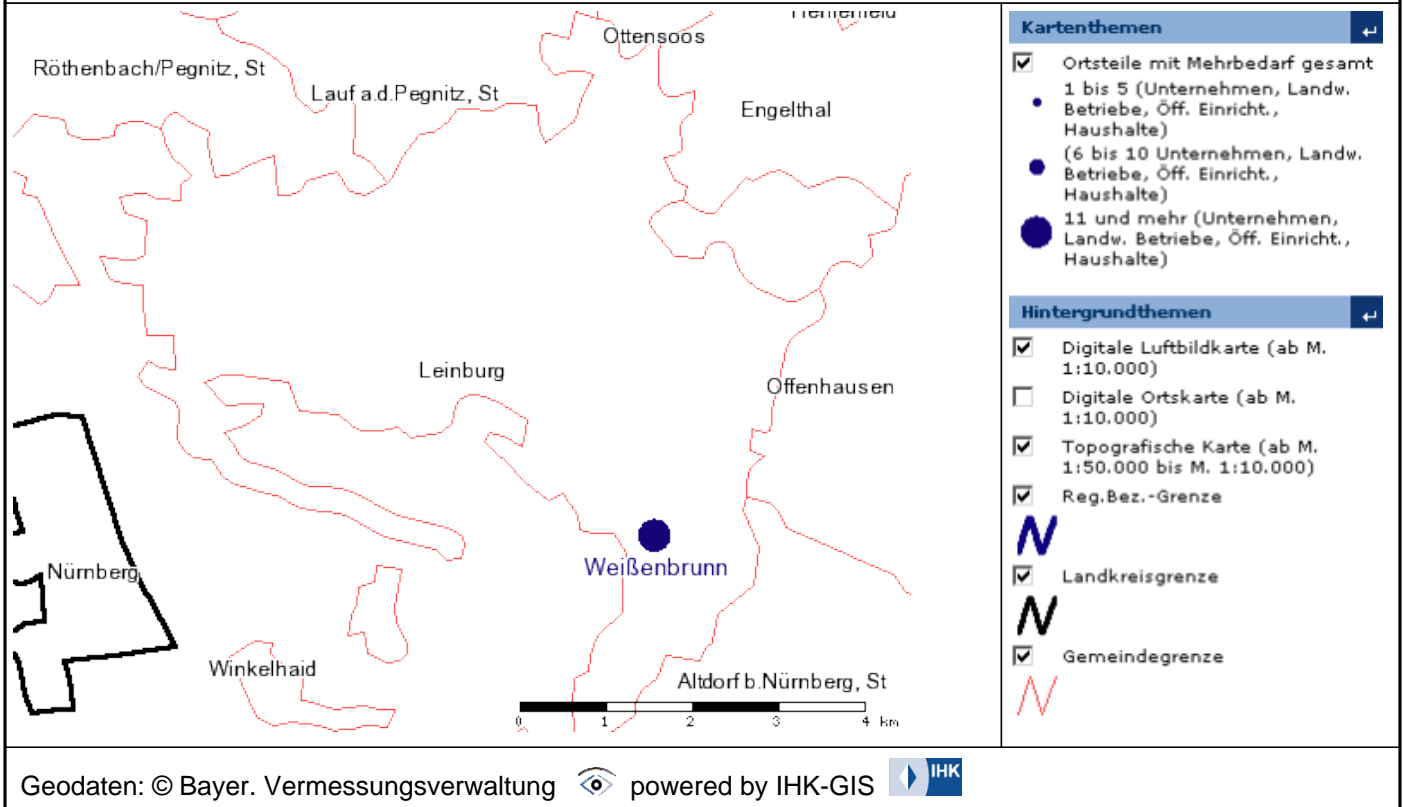 Ottensoos
Röthenbach/Pegnitz, St
Lauf a.d.Pegnitz, St
Engelthal
Leinburg
Offenhausen
Weißenbrunn
Nürnberg
Winkelhaid
Altdorf b.Nürnberg, St
0 1 2 3 4 km
Kartenthemen
Ortsteile mit Mehrbedarf gesamt
1 bis 5 (Unternehmen, Landw.
Betriebe, Öff. Einricht.,
Haushalte)
(6 bis 10 Unternehmen, Landw.
Betriebe, Öff. Einricht.,
Haushalte)
11 und mehr (Unternehmen,
Landw. Betriebe, Öff. Einricht.,
Haushalte)
Hintergrundthemen
Digitale Luftbildkarte (ab M.
1:10.000)
Digitale Ortskarte (ab M.
1:10.000)
Topografische Karte (ab M.
1:50.000 bis M. 1:10.000)
Reg.Bez.-Grenze
Landkreisgrenze
Gemeindegrenze
Geodaten: © Bayer. Vermessungsverwaltung powered by IHK-GIS IHK